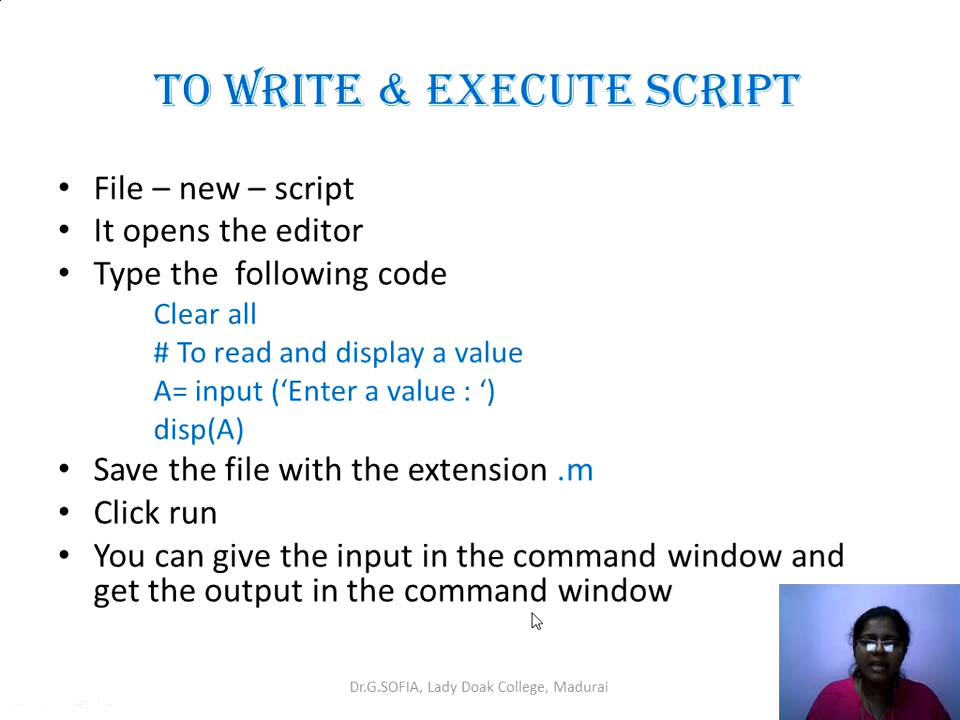 TO WRITE & EXECUTE SCRIPT
• File – new – script
• It opens the editor
• Type the following code
Clear all
# To read and display a value
A= input (‘Enter a value : ‘)
disp(A)
• Save the file with the extension .m
• Click run
• You can give the input in the command window and
get the output in the command window
Dr.G.SOFIA, Lady Doak College, Madurai